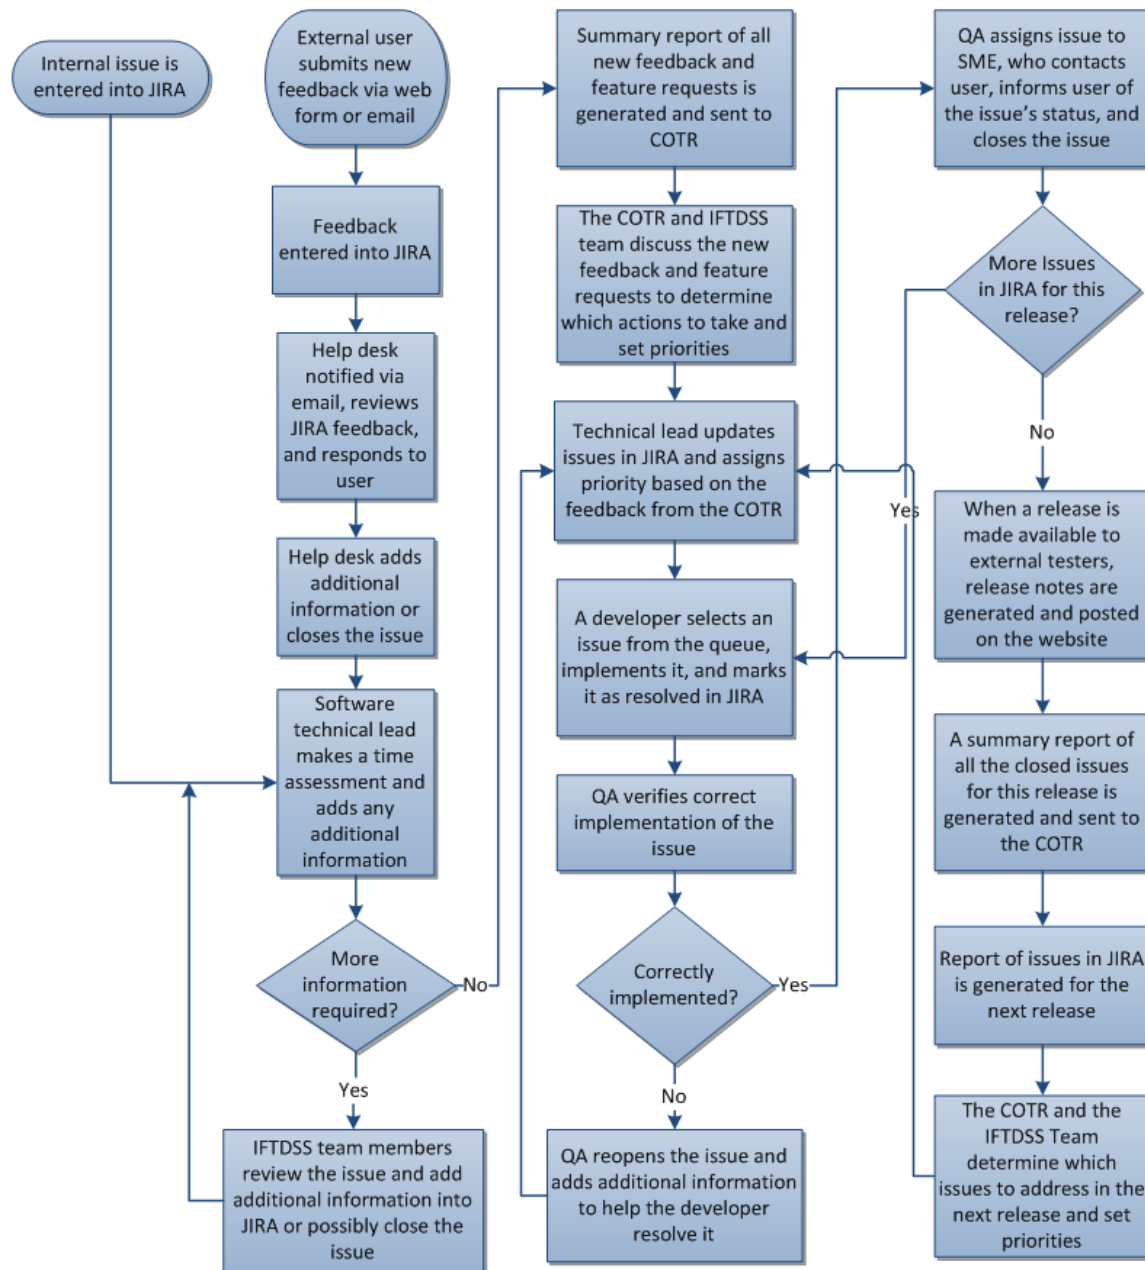 Internal issue is
entered into JIRA
External user
submits new
feedback via web
form or email
Feedback
entered into JIRA
Help desk
notified via
email, reviews
JIRA feedback,
and responds to
user
Help desk adds
additional
information or
closes the issue
Software
technical lead
makes a time
assessment and
adds any
additional
information
More
information
required?
No
Yes
IFTDSS team members
review the issue and add
additional information into
JIRA or possibly close the
issue
Summary report of all
new feedback and
feature requests is
generated and sent to
COTR
The COTR and IFTDSS
team discuss the new
feedback and feature
requests to determine
which actions to take and
set priorities
Technical lead updates
issues in JIRA and assigns
priority based on the
feedback from the COTR
A developer selects an
issue from the queue,
implements it, and marks
it as resolved in JIRA
QA verifies correct
implementation of the
issue
Correctly
implemented?
Yes
No
QA reopens the issue and
adds additional information
to help the developer
resolve it
QA assigns issue to
SME, who contacts
user, informs user of
the issue's status, and
closes the issue
More Issues
in JIRA for this
release?
Yes
No
When a release is
made available to
external testers,
release notes are
generated and posted
on the website
A summary report of
all the closed issues
for this release is
generated and sent to
the COTR
Report of issues in JIRA
is generated for the
next release
The COTR and the
IFTDSS Team
determine which
issues to address in the
next release and set
priorities